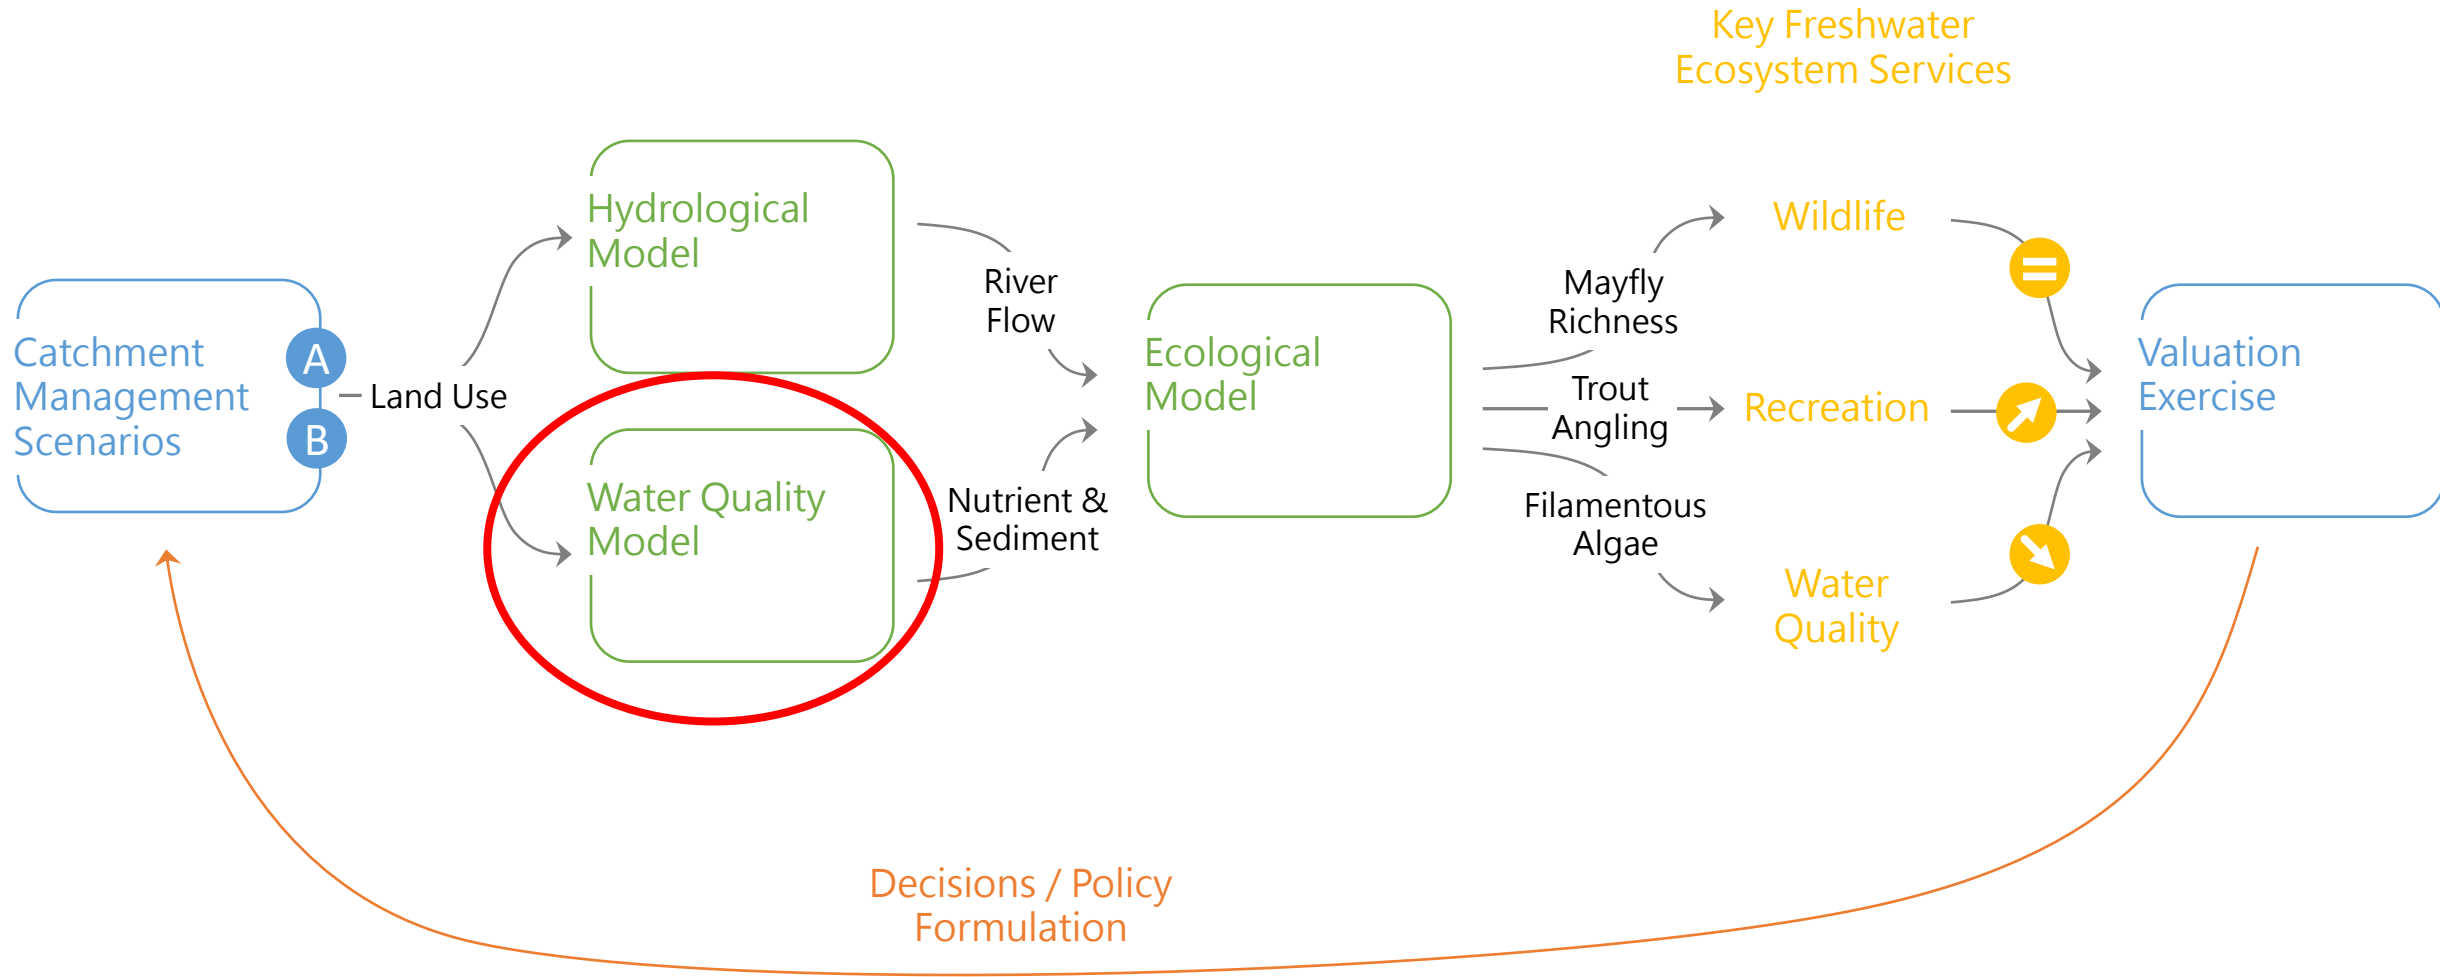 Key Freshwater
Ecosystem Services
Catchment
Management
Scenarios
A
B
Land Use
Hydrological
Model
Water Quality
Model
River
Flow
Nutrient &
Sediment
Ecological
Model
Mayfly
Richness
Trout
Angling
Filamentous
Algae
Wildlife
Recreation
Water
Quality
Valuation
Exercise
Decisions / Policy
Formulation